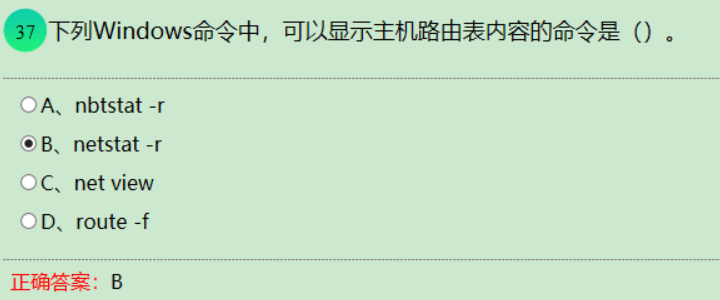 37 下列Windows命令中，可以显示主机路由表内容的命令是（）。
A、nbtstat -r
B、netstat -r
C、net view
D、route -f
正确答案：B